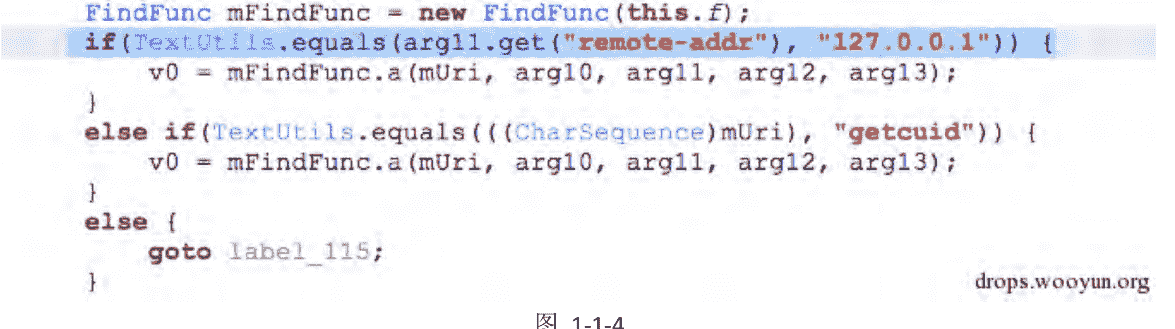 FindFunc mFindFunc = new FindFunc(this.f);
if(TextUtils.equals(arg11.get("remote-addr"), "127.0.0.1")) {
v0 = mFindFunc.a(mUri, arg10, arg11, arg12, arg13);
}
else if(TextUtils.equals(((CharSequence)mUri), "getcuid")) {
v0 = mFindFunc.a(mUri, arg10, arg11, arg12, arg13);
}
else {
goto label_115;
}
drops.wooyun.org
图 1-1-4